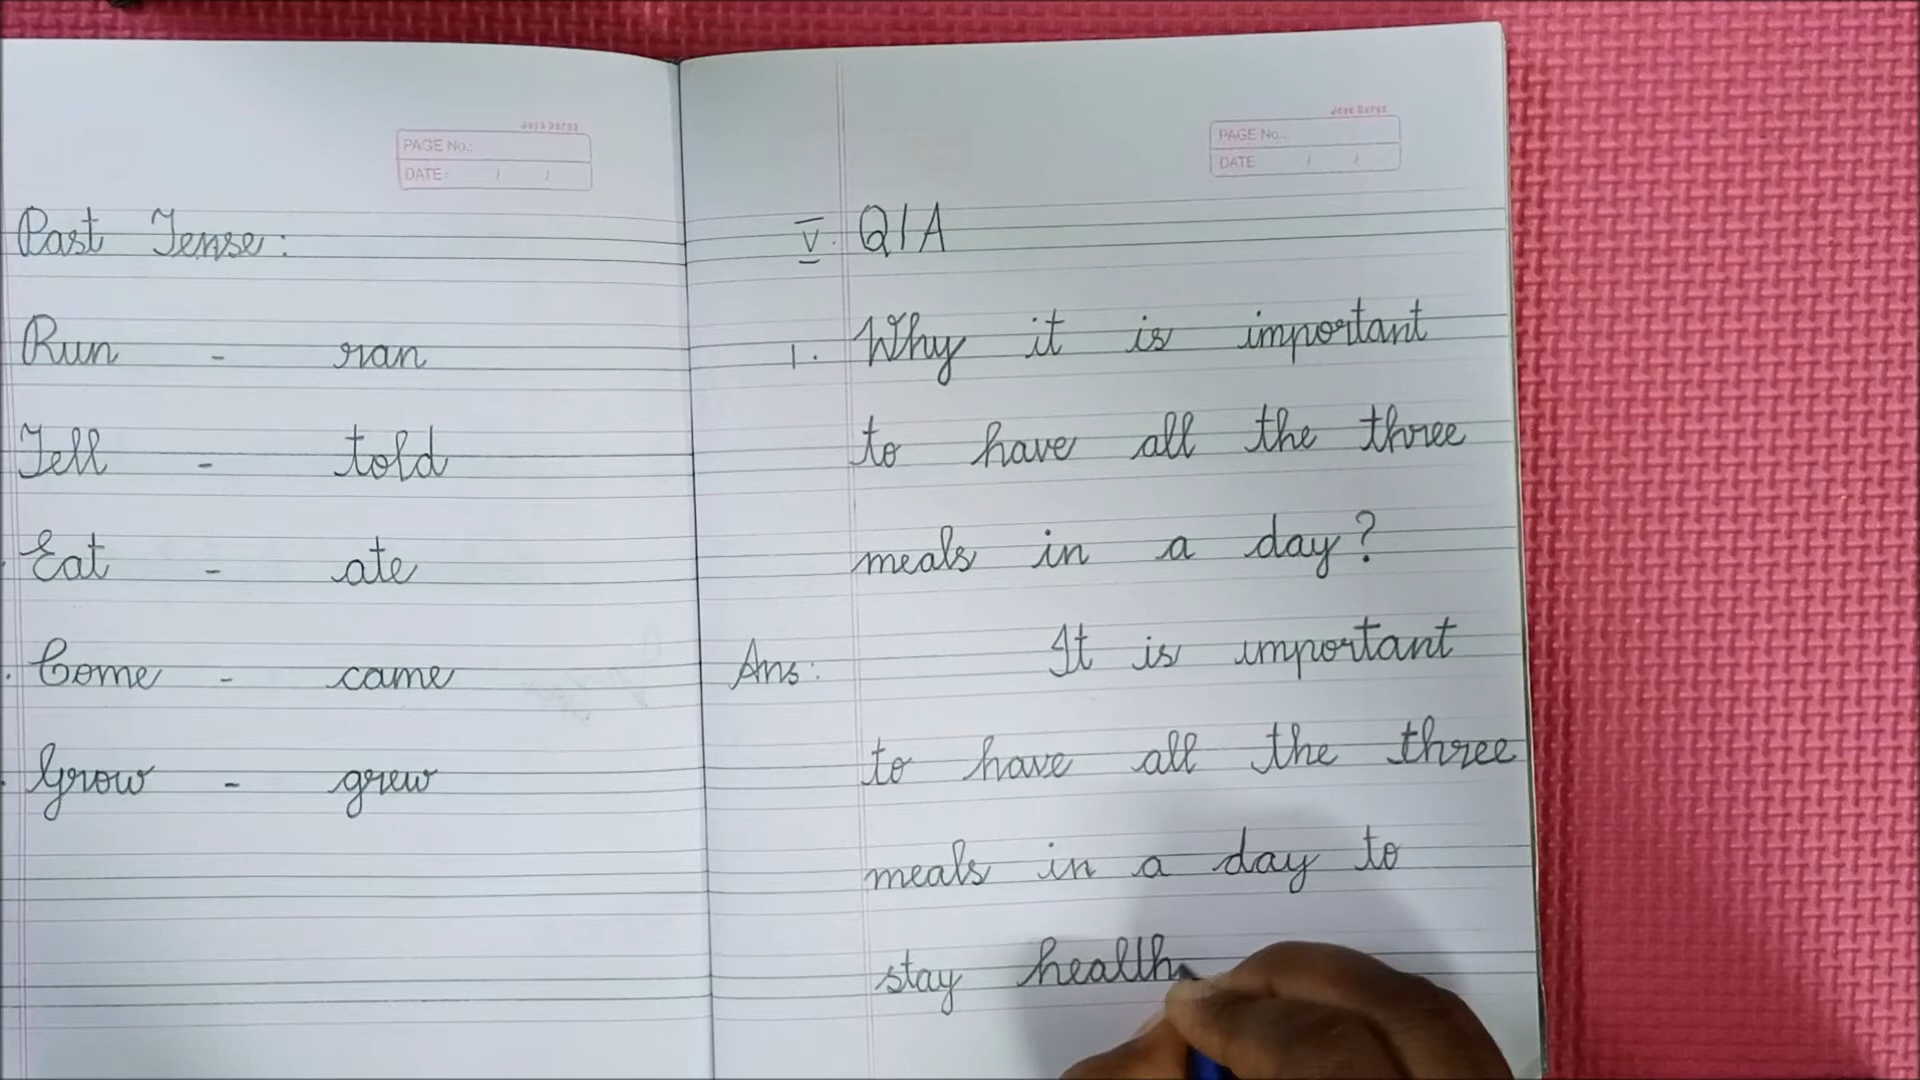 PAGE No.:
DATE: / /
Past Tense:
Run - ran
Tell - told
Eat - ate
Come - came
Grow - grew
PAGE No.:
DATE / /
V. Q/A
1. Why it is important
to have all the three
meals in a day?
Ans: It is important
to have all the three
meals in a day to
stay health